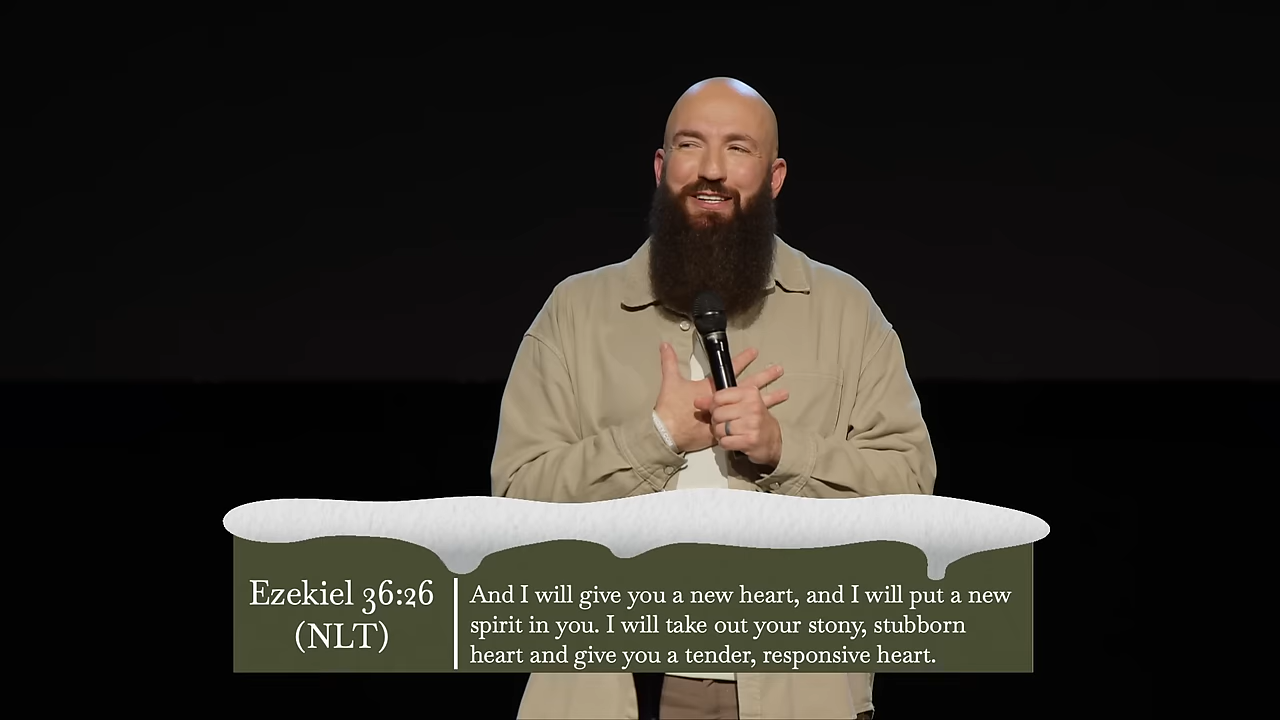 Ezekiel 36:26
(NLT)
And I will give you a new heart, and I will put a new
spirit in you. I will take out your stony, stubborn
heart and give you a tender, responsive heart.